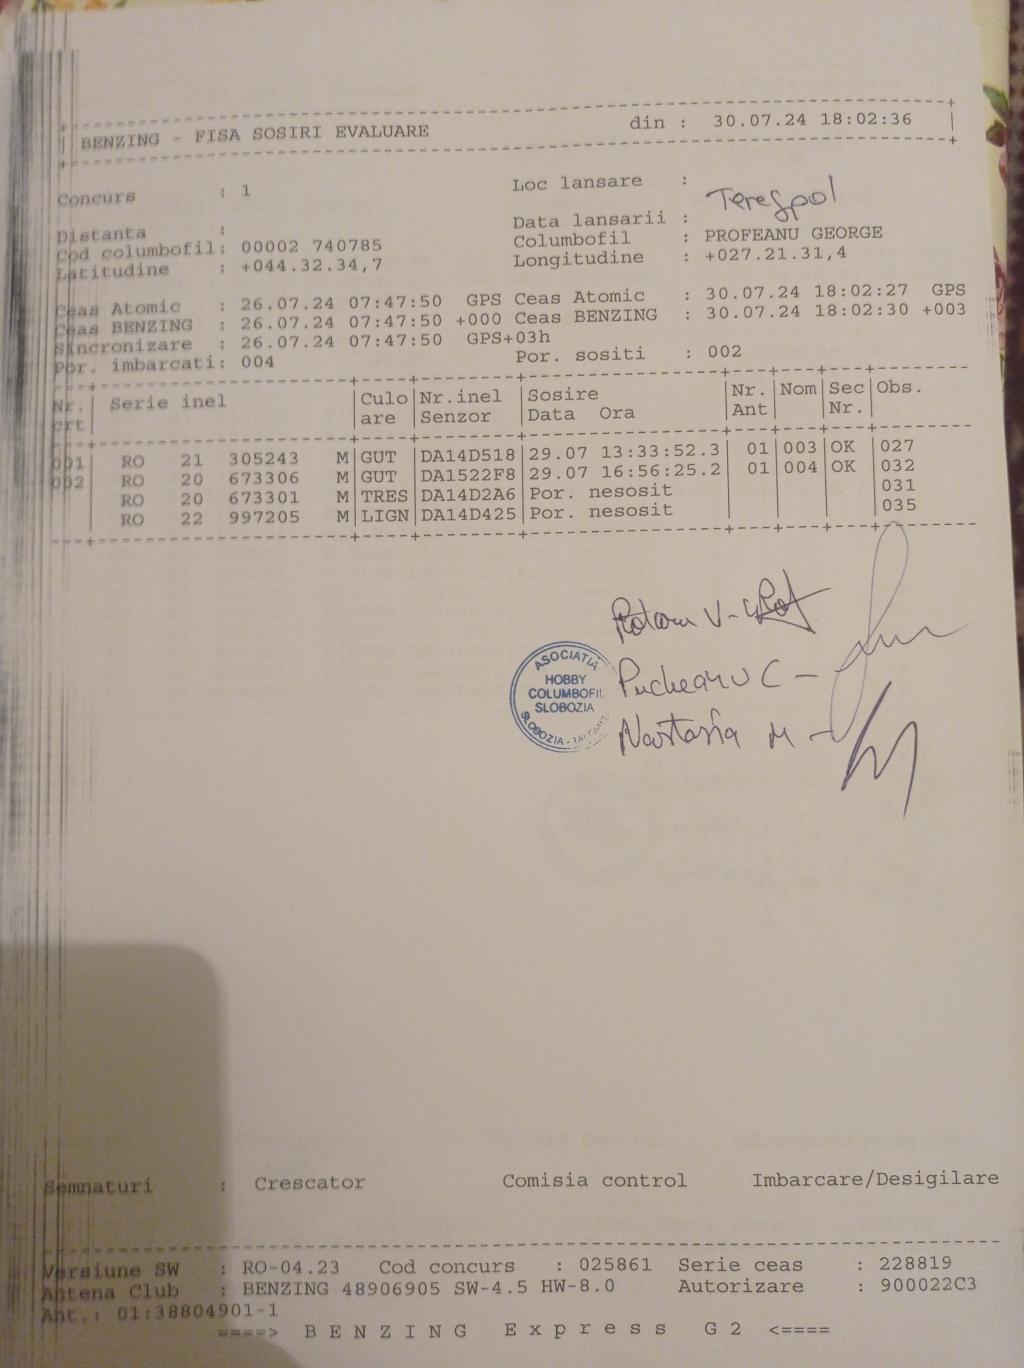 BENZING - FISA SOSIRI EVALUARE din : 30.07.24 18:02:36
Concurs : 1 Loc lansare : Terespol
Distanta : Data lansarii :
Cod columbofil: 00002 740785 Columbofil : PROFEANU GEORGE
Latitudine : +044.32.34,7 Longitudine : +027.21.31,4
Ceas Atomic : 26.07.24 07:47:50 GPS Ceas Atomic : 30.07.24 18:02:27 GPS
Ceas BENZING : 26.07.24 07:47:50 +000 Ceas BENZING : 30.07.24 18:02:30 +003
Sincronizare : 26.07.24 07:47:50 GPS+03h
Por. imbarcati: 004 Por. sositi : 002
Nr. Serie inel Culo Nr.inel Sosire Nr. Nom Sec Obs.
crt are Senzor Data Ora Ant Nr.
001 RO 21 305243 M GUT DA14D518 29.07 13:33:52.3 01 003 OK 027
002 RO 20 673306 M GUT DA1522F8 29.07 16:56:25.2 01 004 OK 032
RO 20 673301 M TRES DA14D2A6 Por. nesosit 031
RO 22 997205 M LIGN DA14D425 Por. nesosit 035
V -
ASOCIATIA
HOBBY
COLUMBOFIL
SLOBOZIA
SLOBOZIA -
Pucheanu C -
Nastasia M -
Semnaturi : Crescator Comisia control Imbarcare/Desigilare
Versiune SW : RO-04.23 Cod concurs : 025861 Serie ceas : 228819
Antena Club : BENZING 48906905 SW-4.5 HW-8.0 Autorizare : 900022C3
Ant.: 01:38804901-1
====> B E N Z I N G E x p r e s s G 2 <====